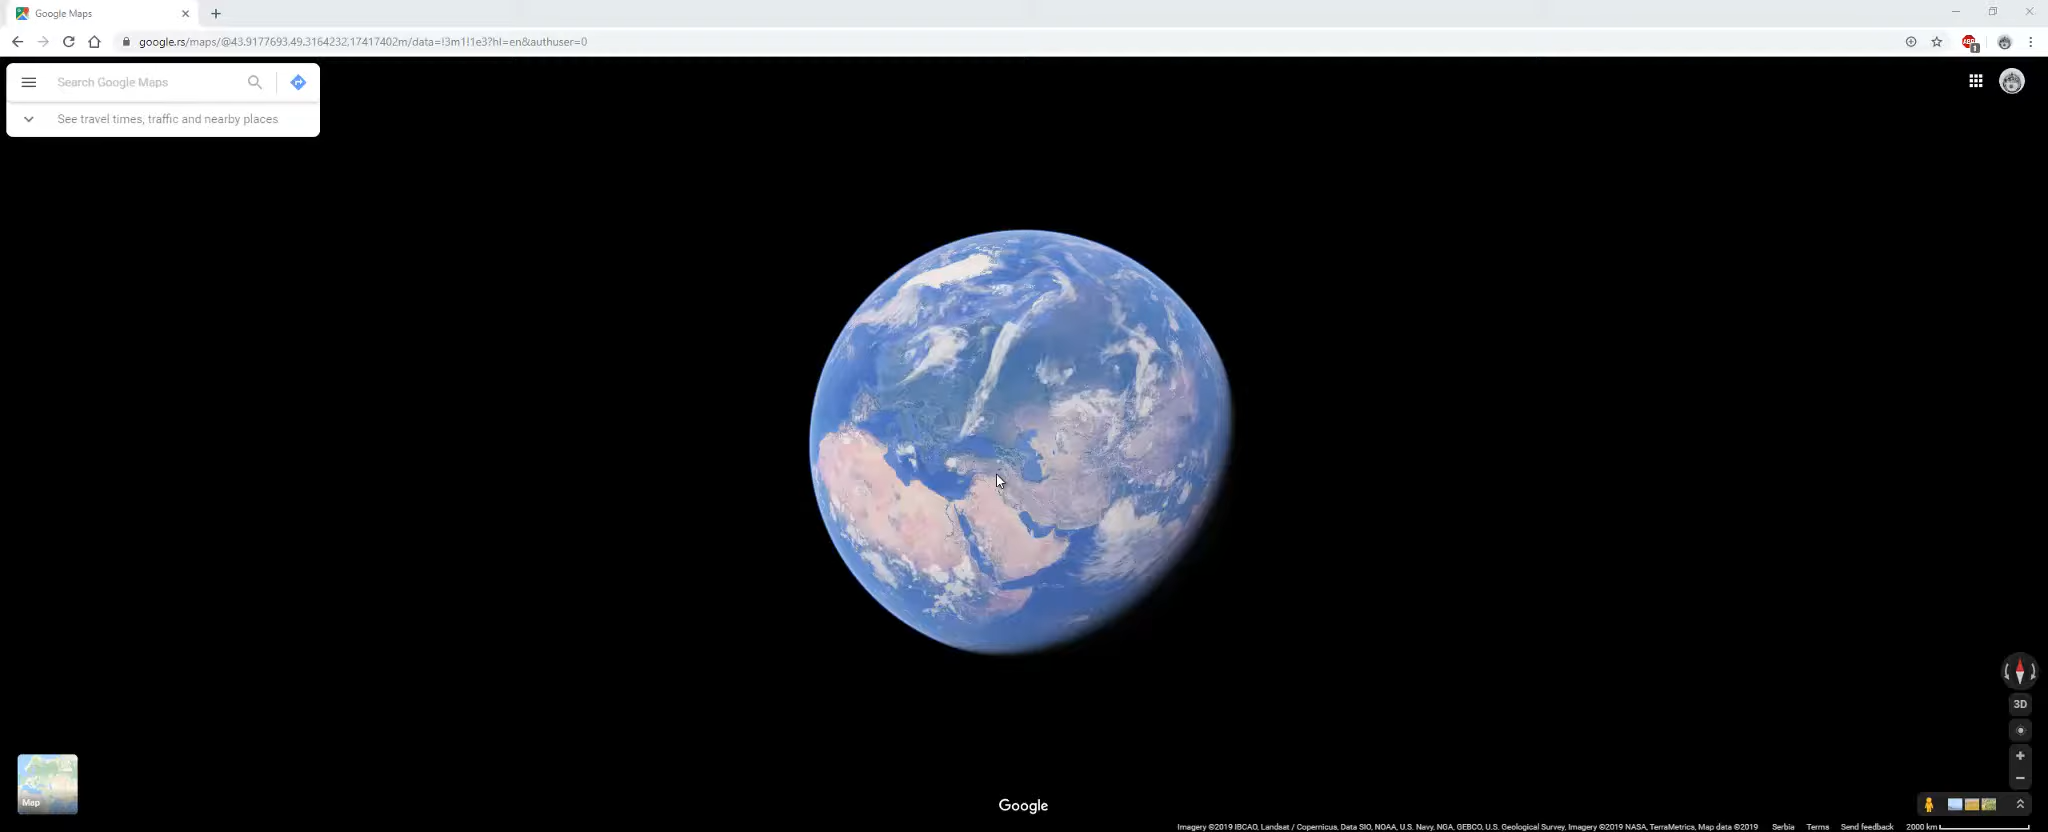 Google Maps
google.rs/maps/@43.9177693,49.3164232,17417402m/data=!3m1!1e3?hl=en&authuser=0
ABP
1
Search Google Maps
See travel times, traffic and nearby places
3D
Map
Google
Imagery ©2019 IBCAO, Landsat / Copernicus, Data SIO, NOAA, U.S. Navy, NGA, GEBCO, U.S. Geological Survey, Imagery ©2019 NASA, TerraMetrics, Map data ©2019 Serbia Terms Send feedback 2000 km